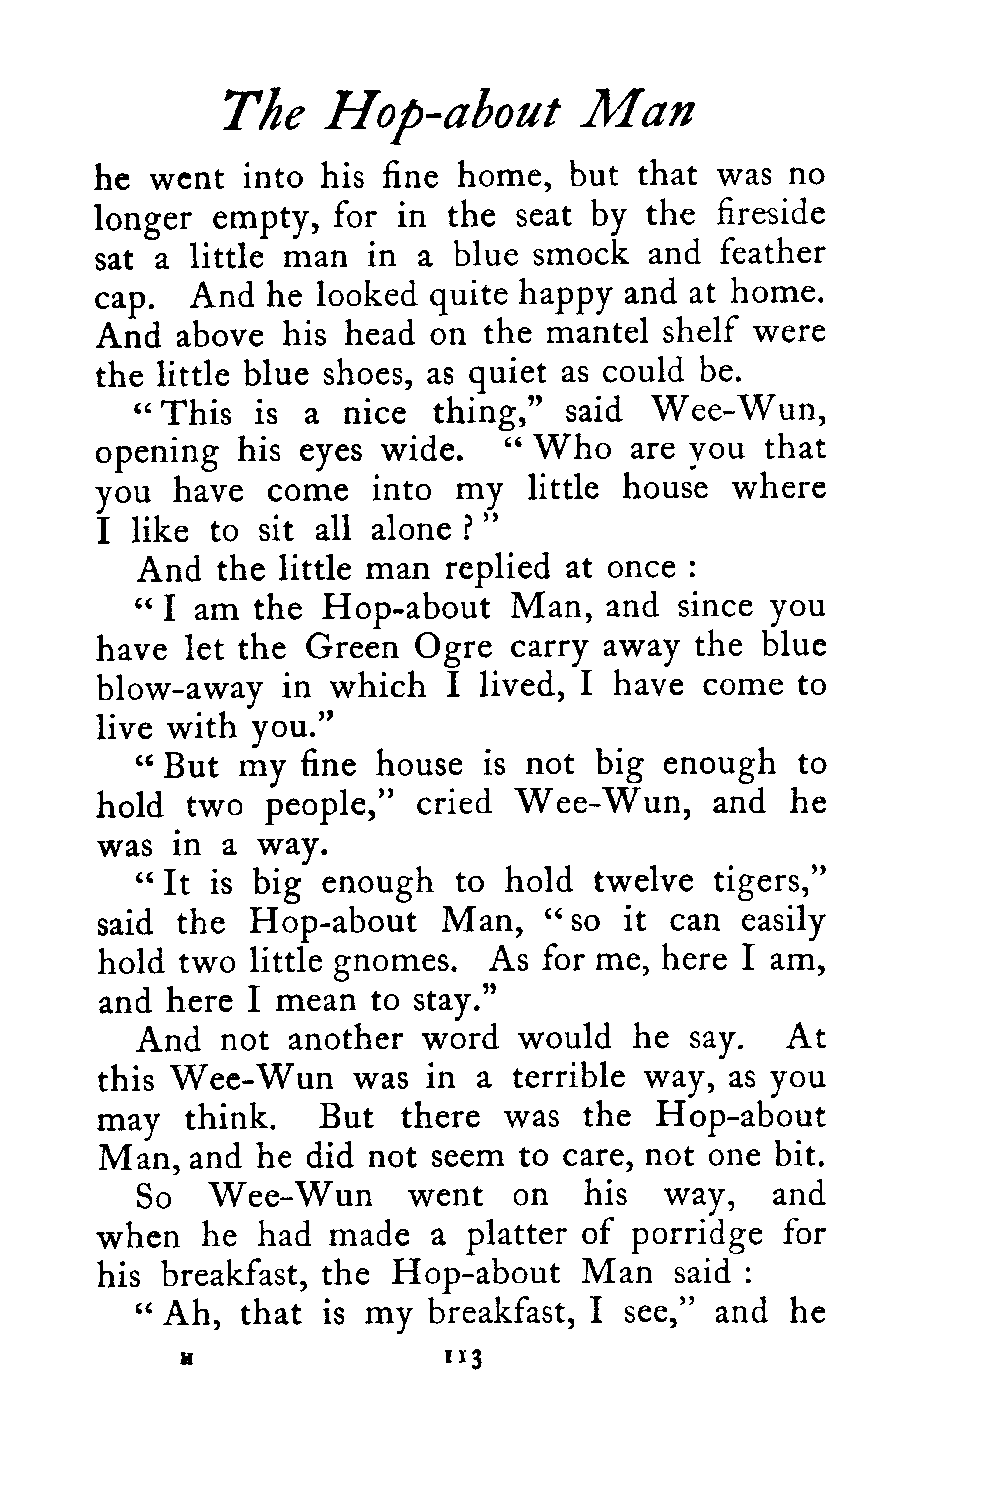 The Hop-about Man
he went into his fine home, but that was no
longer empty, for in the seat by the fireside
sat a little man in a blue smock and feather
cap. And he looked quite happy and at home.
And above his head on the mantel shelf were
the little blue shoes, as quiet as could be.
“ This is a nice thing,” said Wee-Wun,
opening his eyes wide. “ Who are you that
you have come into my little house where
I like to sit all alone ? ”
And the little man replied at once :
“ I am the Hop-about Man, and since you
have let the Green Ogre carry away the blue
blow-away in which I lived, I have come to
live with you.”
“ But my fine house is not big enough to
hold two people,” cried Wee-Wun, and he
was in a way.
“ It is big enough to hold twelve tigers,”
said the Hop-about Man, “ so it can easily
hold two little gnomes. As for me, here I am,
and here I mean to stay.”
And not another word would he say. At
this Wee-Wun was in a terrible way, as you
may think. But there was the Hop-about
Man, and he did not seem to care, not one bit.
So Wee-Wun went on his way, and
when he had made a platter of porridge for
his breakfast, the Hop-about Man said :
“ Ah, that is my breakfast, I see,” and he
H 113